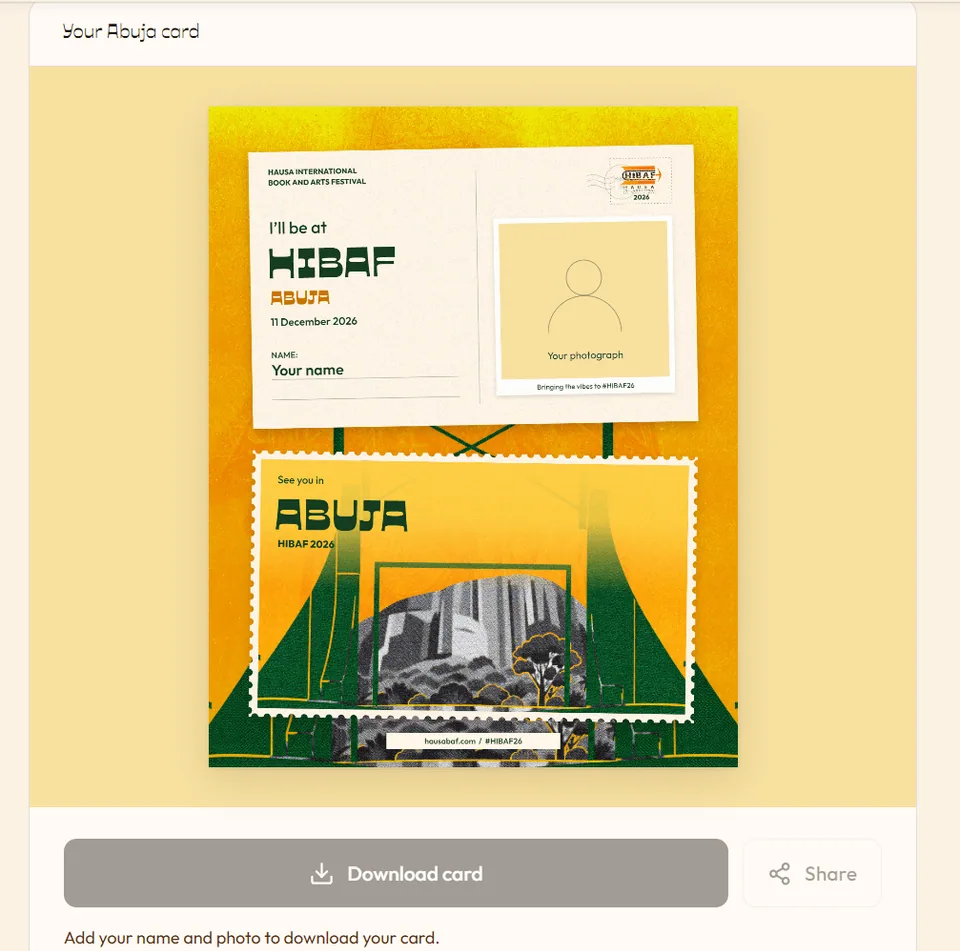 Your Abuja card
HAUSA INTERNATIONAL
BOOK AND ARTS FESTIVAL
I'll be at
HIBAF
ABUJA
11 December 2026
NAME:
Your name
HIBAF
HAUSA
2026
Your photograph
Bringing the vibes to #HIBAF26
See you in
ABUJA
HIBAF 2026
hausabaf.com / #HIBAF26
Download card
Share
Add your name and photo to download your card.